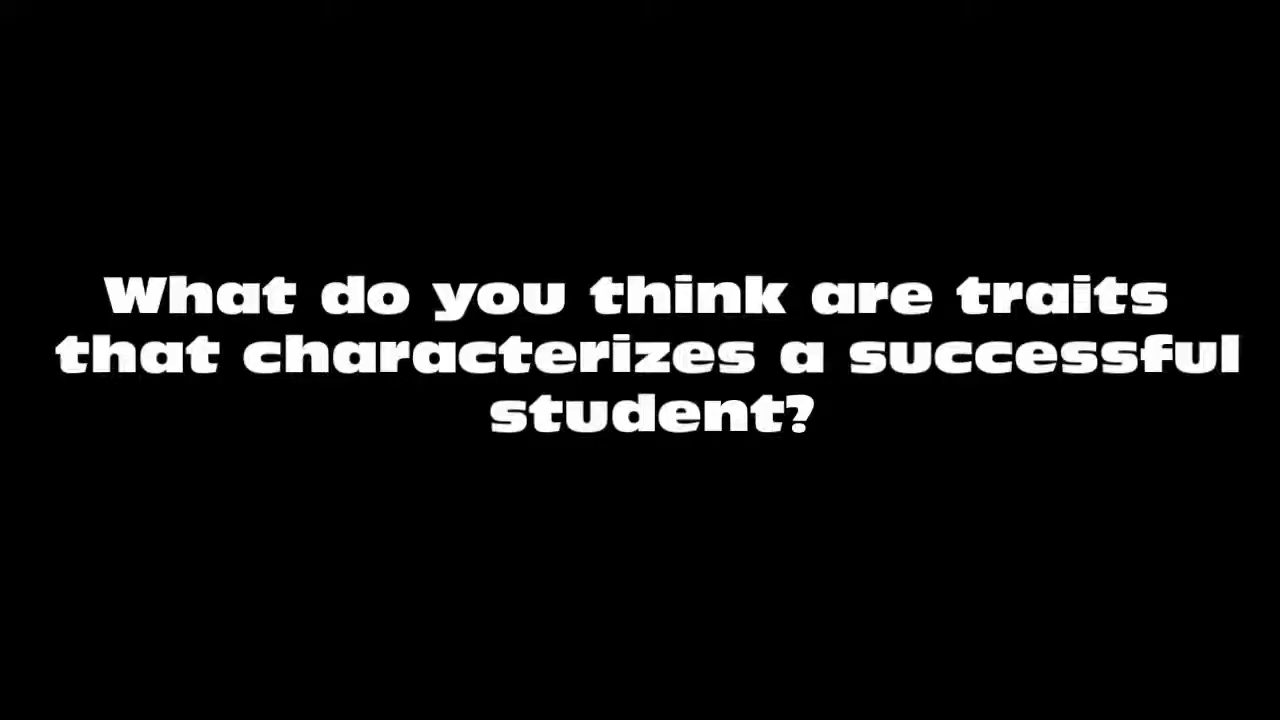 What do you think are traits
that characterizes a successful
student?